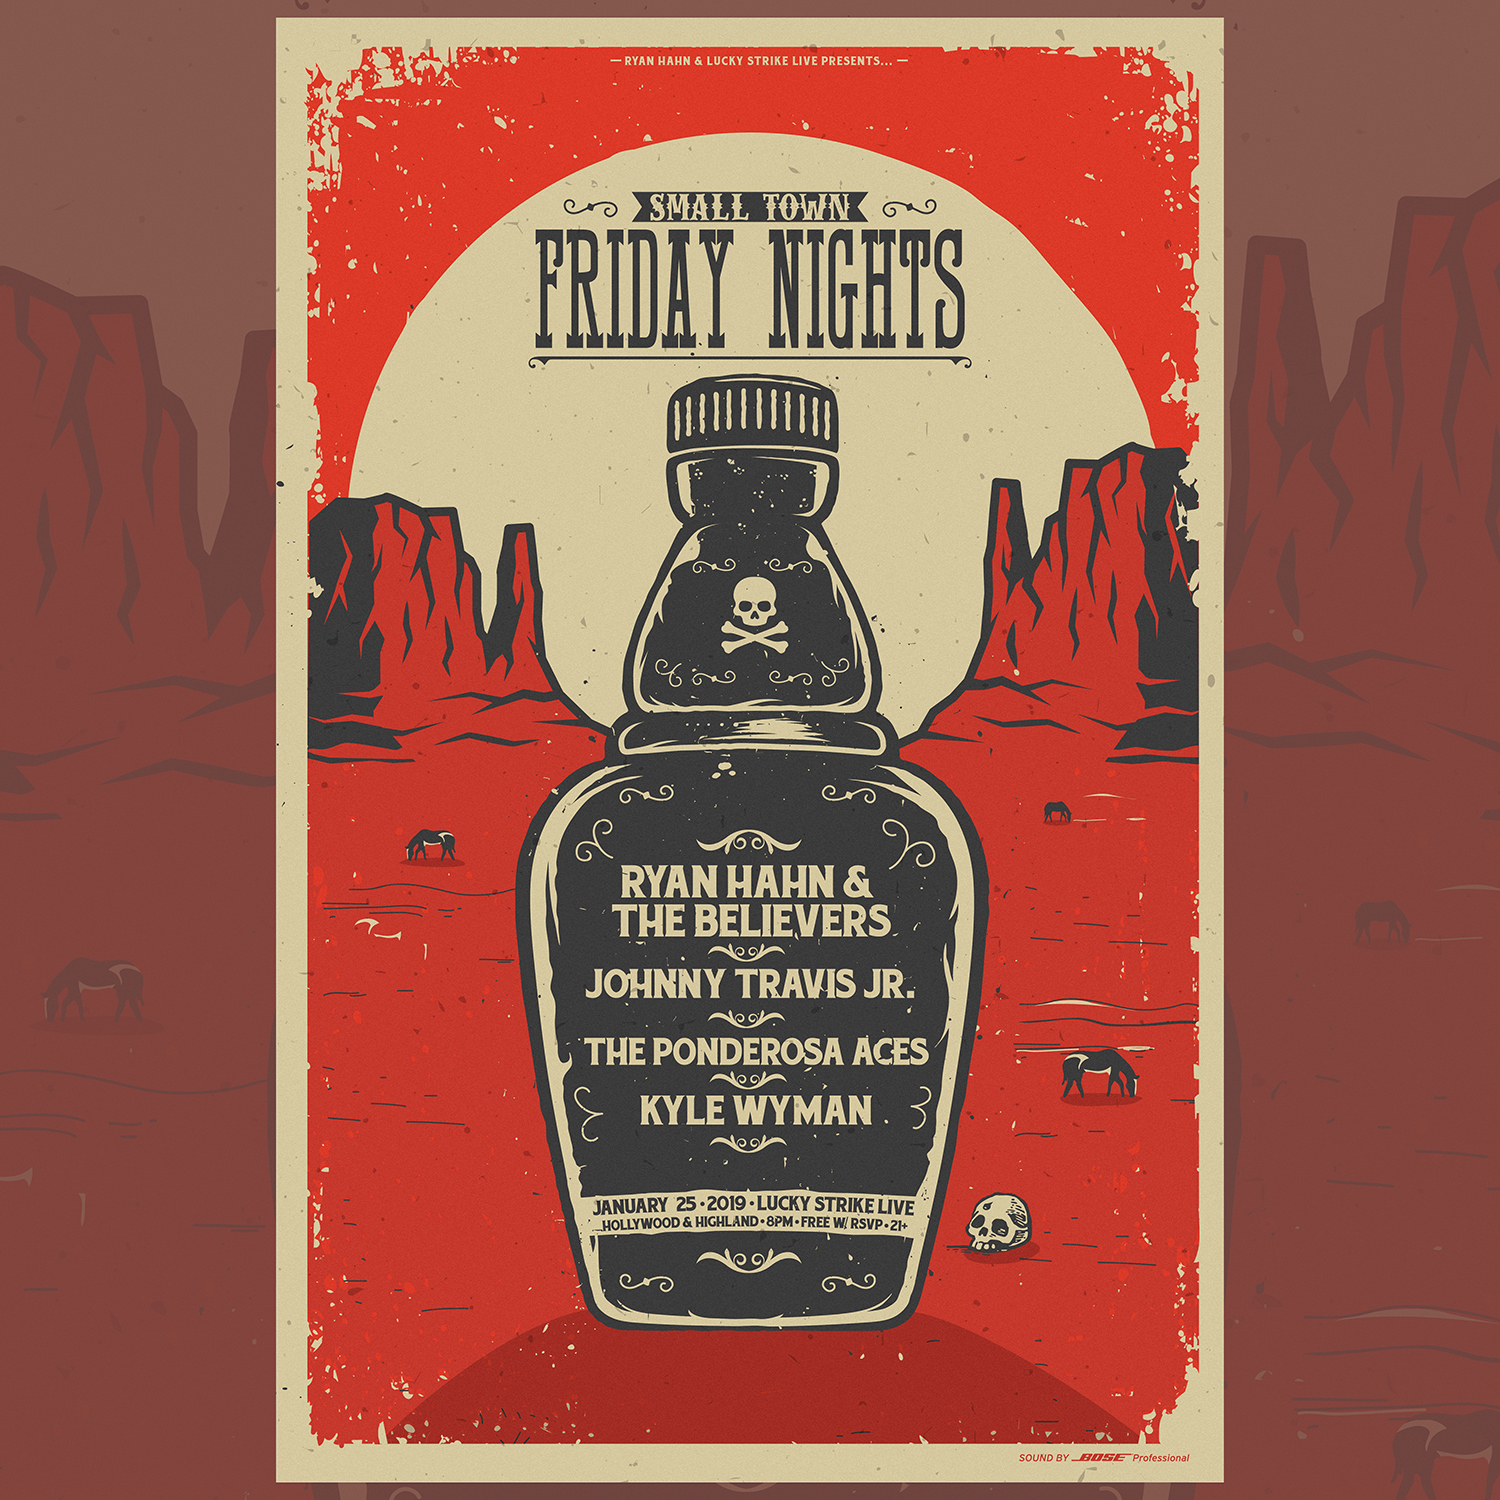 —RYAN HAHN & LUCKY STRIKE LIVE PRESENTS... —
SMALL TOWN
FRIDAY NIGHTS
RYAN HAHN &
THE BELIEVERS
JOHNNY TRAVIS JR.
THE PONDEROSA ACES
KYLE WYMAN
JANUARY 25 • 2019 • LUCKY STRIKE LIVE
HOLLYWOOD & HIGHLAND • 8PM • FREE W/ RSVP • 21+
SOUND BY BOSE Professional